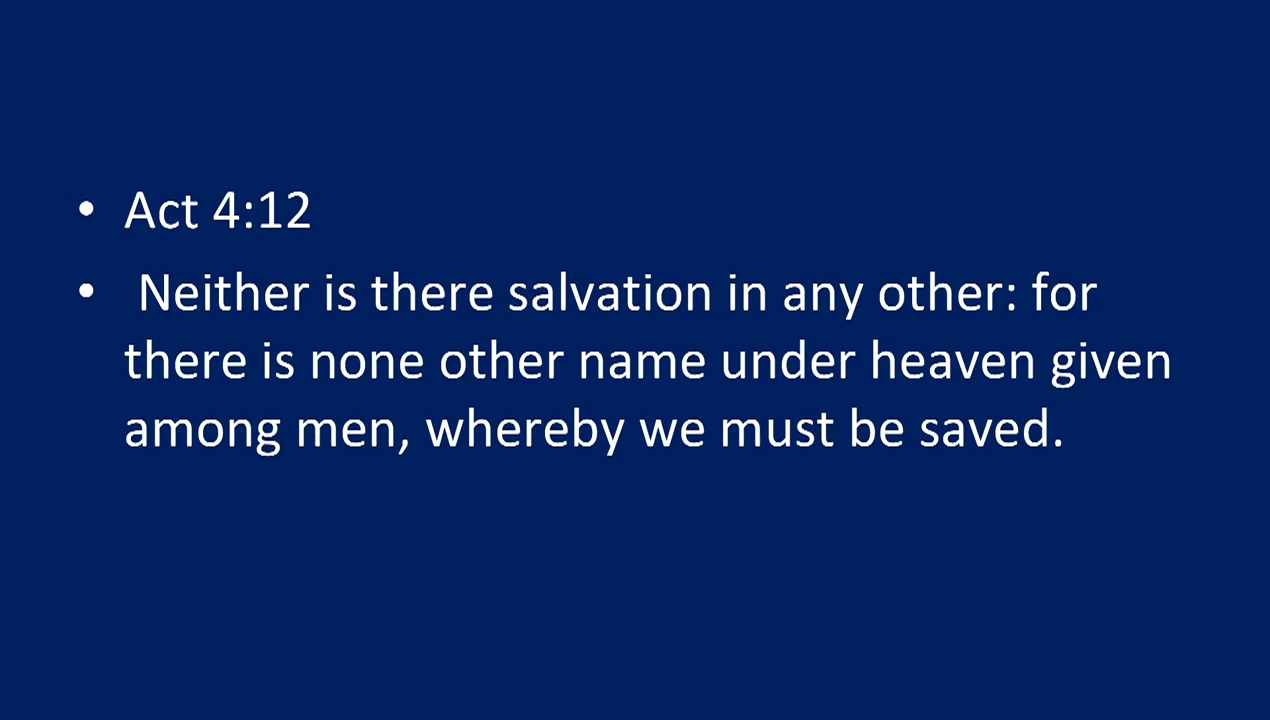 • Act 4:12
• Neither is there salvation in any other: for
there is none other name under heaven given
among men, whereby we must be saved.